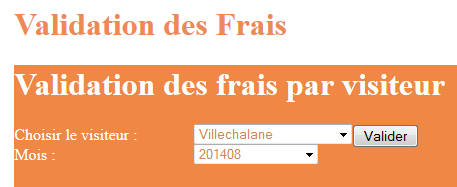 Validation des Frais
Validation des frais par visiteur
Choisir le visiteur : Villechalane Valider
Mois : 201408